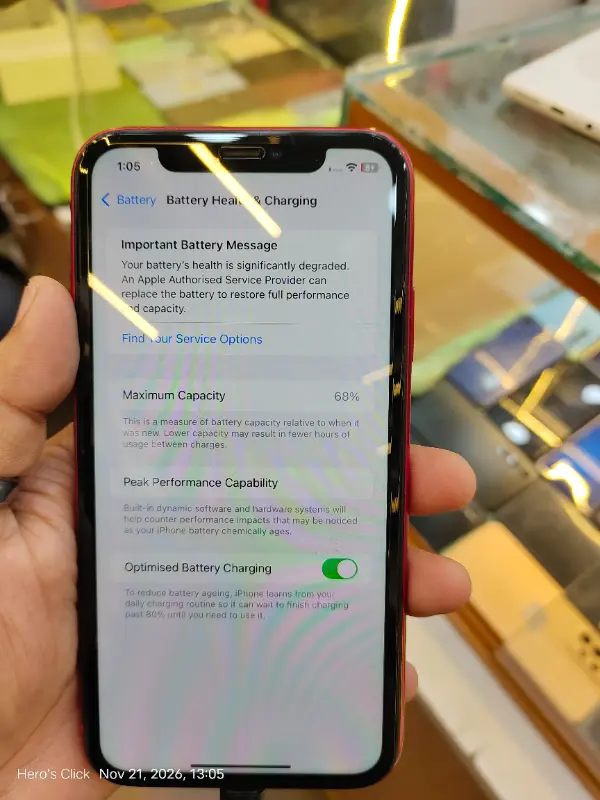 1:05
Battery
Battery Health & Charging
Important Battery Message
Your battery's health is significantly degraded.
An Apple Authorised Service Provider can
replace the battery to restore full performance
and capacity.
Find Your Service Options
Maximum Capacity 68%
This is a measure of battery capacity relative to when it
was new. Lower capacity may result in fewer hours of
usage between charges.
Peak Performance Capability
Built-in dynamic software and hardware systems will
help counter performance impacts that may be noticed
as your iPhone battery chemically ages.
Optimised Battery Charging
To reduce battery ageing, iPhone learns from your
daily charging routine so it can wait to finish charging
past 80% until you need to use it.
Hero's Click Nov 21, 2026, 13:05